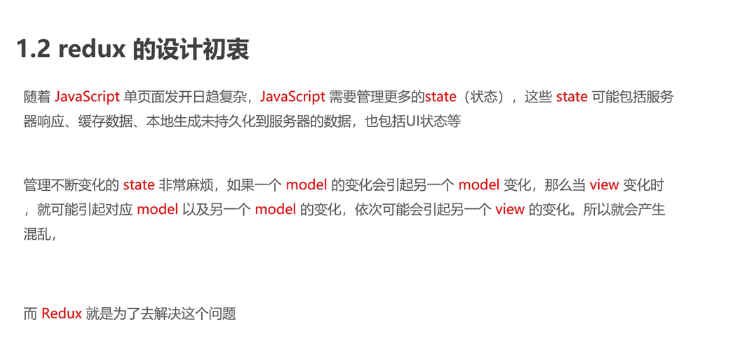 1.2 redux 的设计初衷
随着 JavaScript 单页面发开日趋复杂，JavaScript 需要管理更多的state（状态），这些 state 可能包括服务
器响应、缓存数据、本地生成未持久化到服务器的数据，也包括UI状态等
管理不断变化的 state 非常麻烦，如果一个 model 的变化会引起另一个 model 变化，那么当 view 变化时
，就可能引起对应 model 以及另一个 model 的变化，依次可能会引起另一个 view 的变化。所以就会产生
混乱，
而 Redux 就是为了去解决这个问题